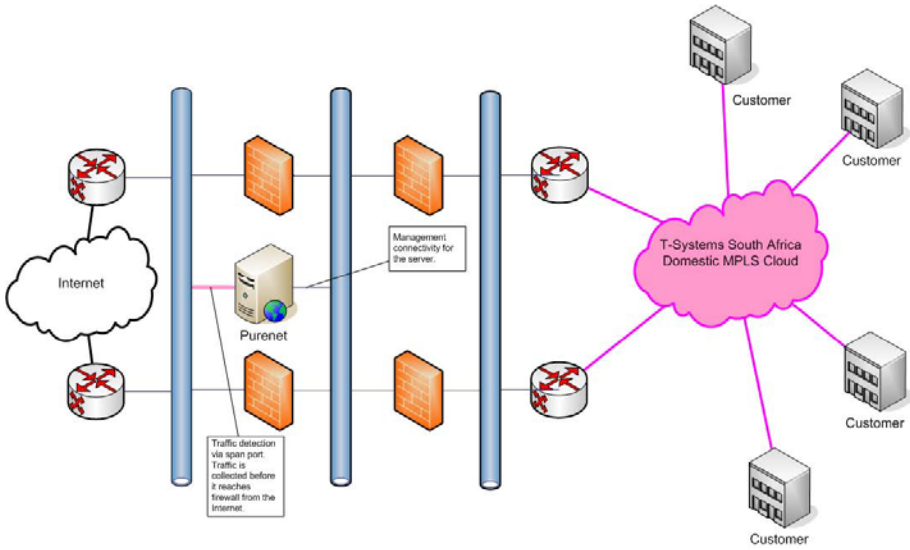 Customer
Customer
Management
connectivity for
the server.
T-Systems South Africa
Domestic MPLS Cloud
Internet
Purenet
Customer
Traffic detection
via span port.
Traffic is
collected before
it reaches
firewall from the
Internet.
Customer